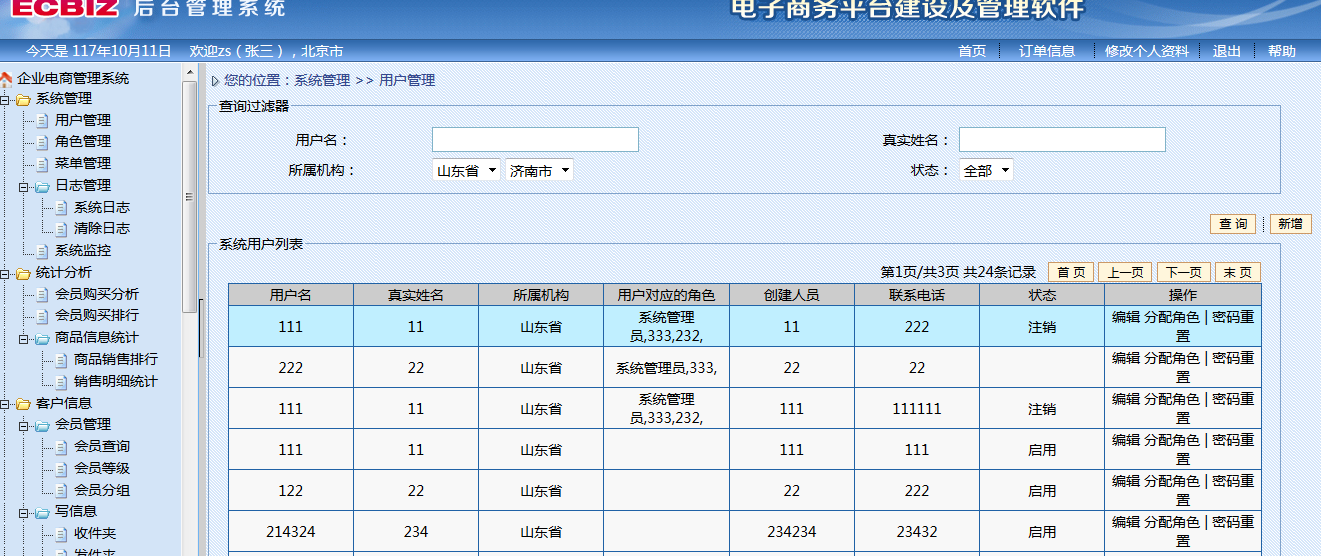 ECBIZ 后台管理系统
电子商务平台建设及管理软件
今天是 117年10月11日 欢迎zs（张三），北京市
首页 订单信息 修改个人资料 退出 帮助
企业电商管理系统
系统管理
用户管理
角色管理
菜单管理
日志管理
系统日志
清除日志
系统监控
统计分析
会员购买分析
会员购买排行
商品信息统计
商品销售排行
销售明细统计
客户信息
会员管理
会员查询
会员等级
会员分组
写信息
收件夹
发件夹
您的位置：系统管理 >> 用户管理
查询过滤器
用户名： 真实姓名：
所属机构： 山东省 济南市 状态： 全部
查 询 新增
系统用户列表
第1页/共3页 共24条记录 首 页 上一页 下一页 末 页
用户名 真实姓名 所属机构 用户对应的角色 创建人员 联系电话 状态 操作
111 11 山东省 系统管理员,333,232, 11 222 注销 编辑 分配角色 | 密码重置
222 22 山东省 系统管理员,333, 22 22 编辑 分配角色 | 密码重置
111 11 山东省 系统管理员,333,232, 111 111111 注销 编辑 分配角色 | 密码重置
111 11 山东省 111 111 启用 编辑 分配角色 | 密码重置
122 22 山东省 22 222 启用 编辑 分配角色 | 密码重置
214324 234 山东省 234234 23432 启用 编辑 分配角色 | 密码重置